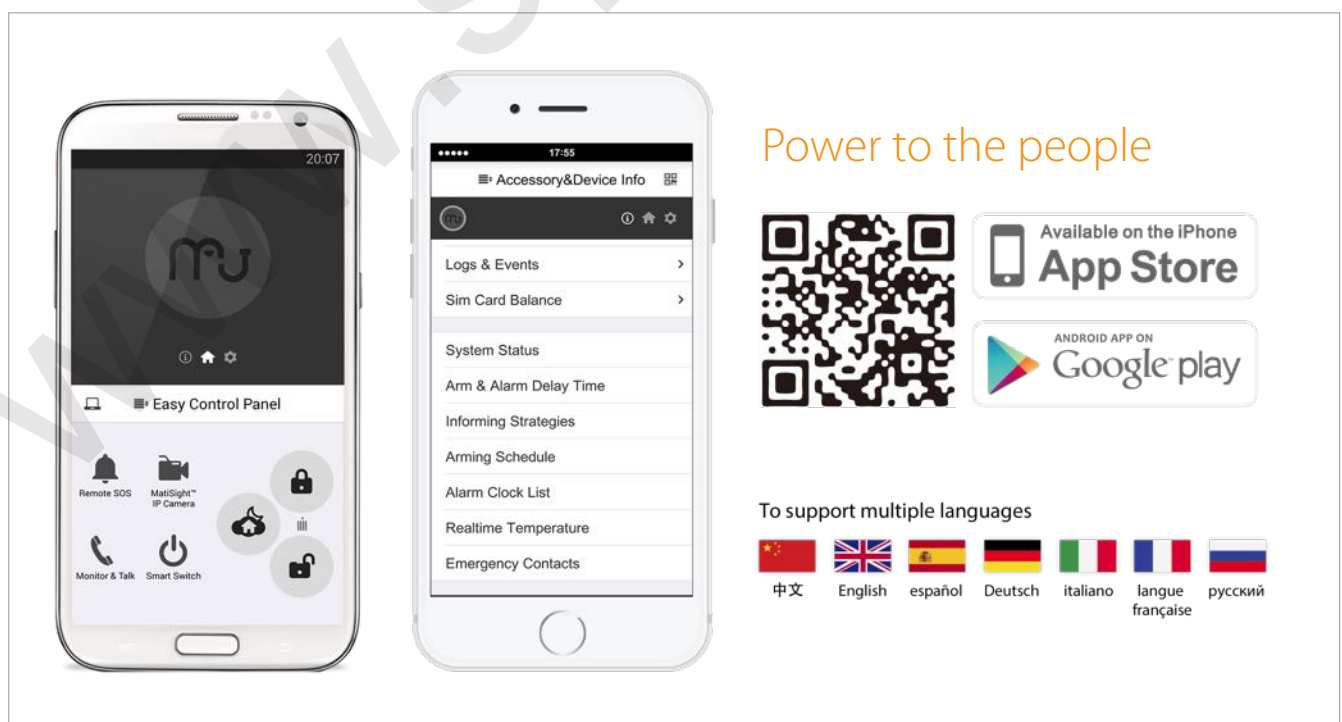 20:07
mu
Easy Control Panel
Remote SOS
MatiSight™
IP Camera
Monitor & Talk
Smart Switch
17:55
Accessory&Device Info
mu
Logs & Events
Sim Card Balance
System Status
Arm & Alarm Delay Time
Informing Strategies
Arming Schedule
Alarm Clock List
Realtime Temperature
Emergency Contacts
Power to the people
Available on the iPhone
App Store
ANDROID APP ON
Google play
To support multiple languages
中文
English
español
Deutsch
italiano
langue
française
русский
www.s